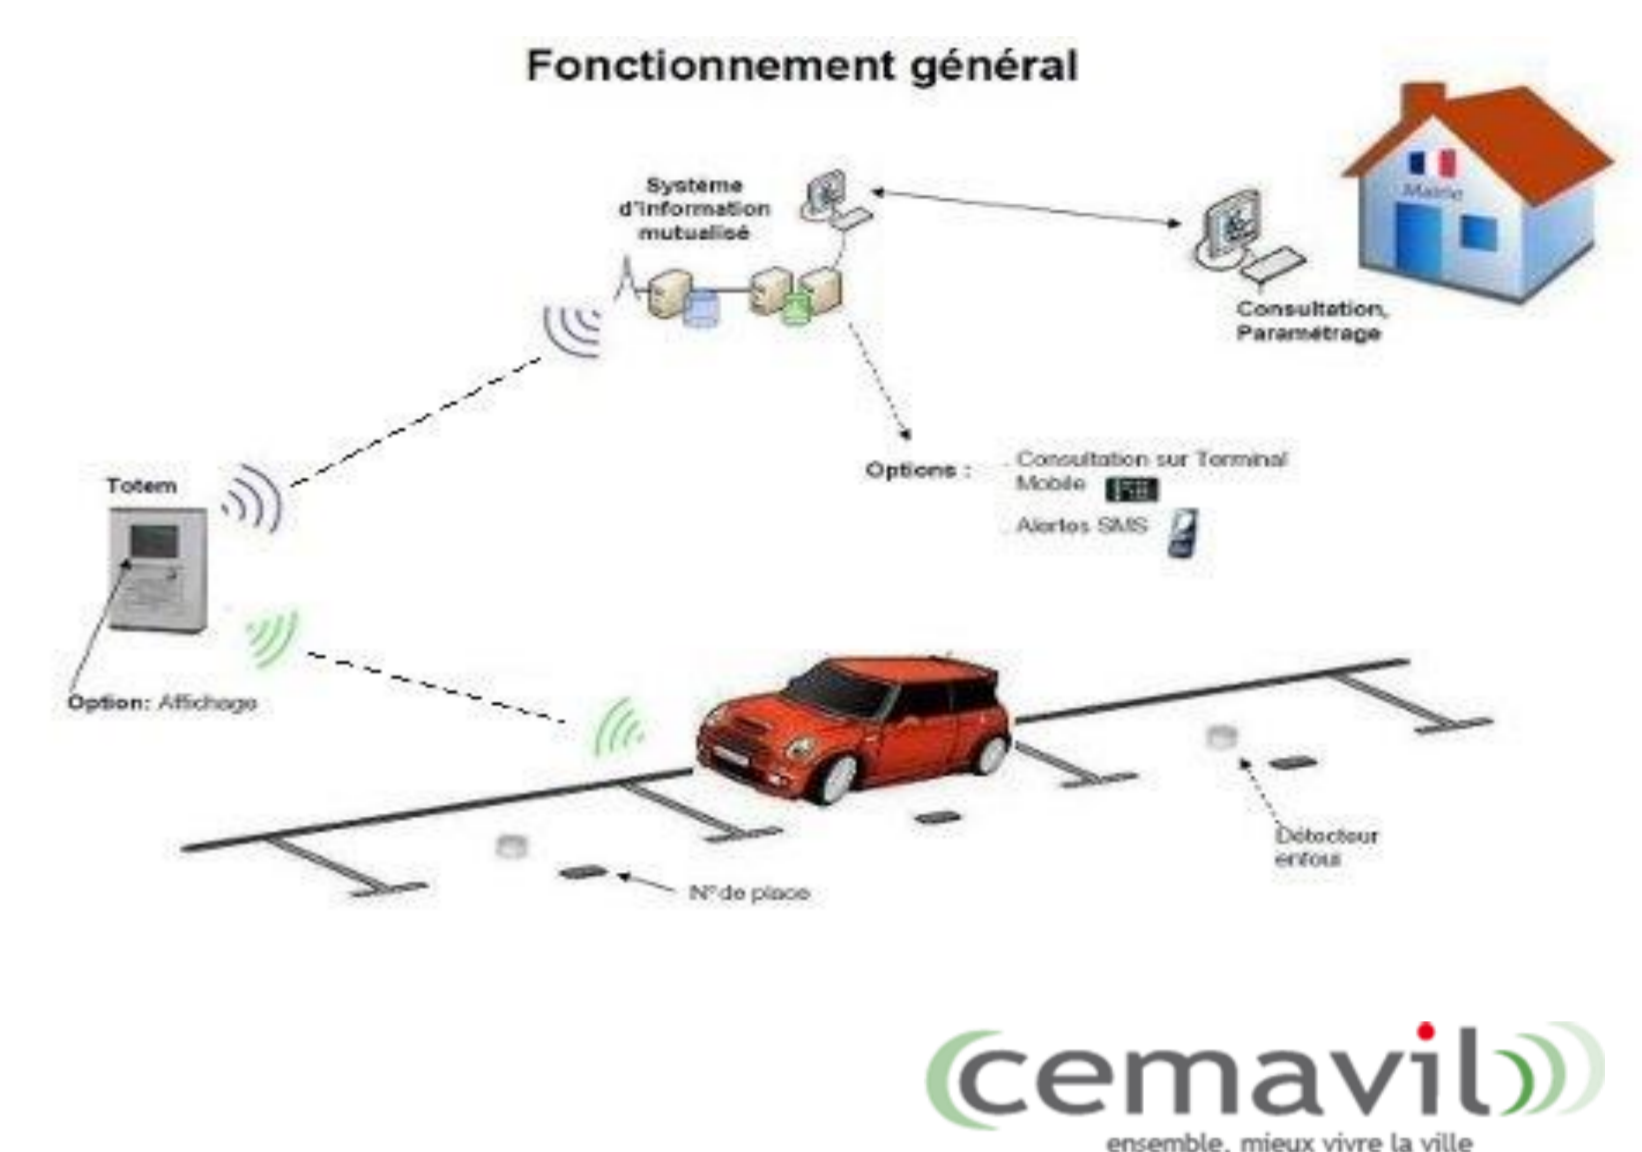 Fonctionnement général
Système
d'Information
mutualisé
Mairie
Consultation,
Paramétrage
Totem
Options :
. Consultation sur Terminal
Mobile
. Alertes SMS
Option: Affichage
Détecteur
enfoui
N° de place
cemavil
ensemble, mieux vivre la ville